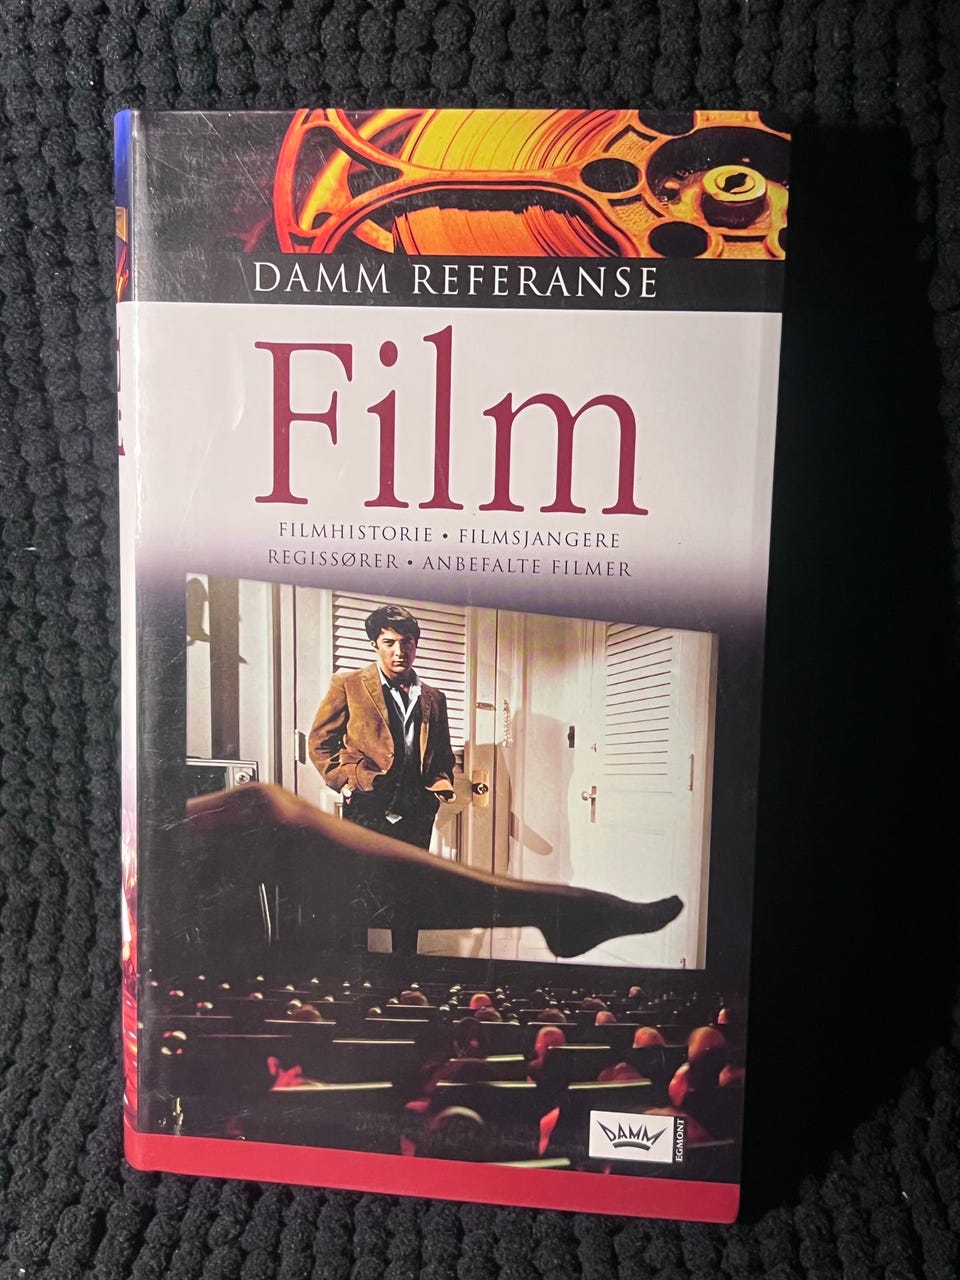 DAMM REFERANSE
Film
FILMHISTORIE • FILMSJANGERE
REGISSØRER • ANBEFALTE FILMER
DAMM
EGMONT